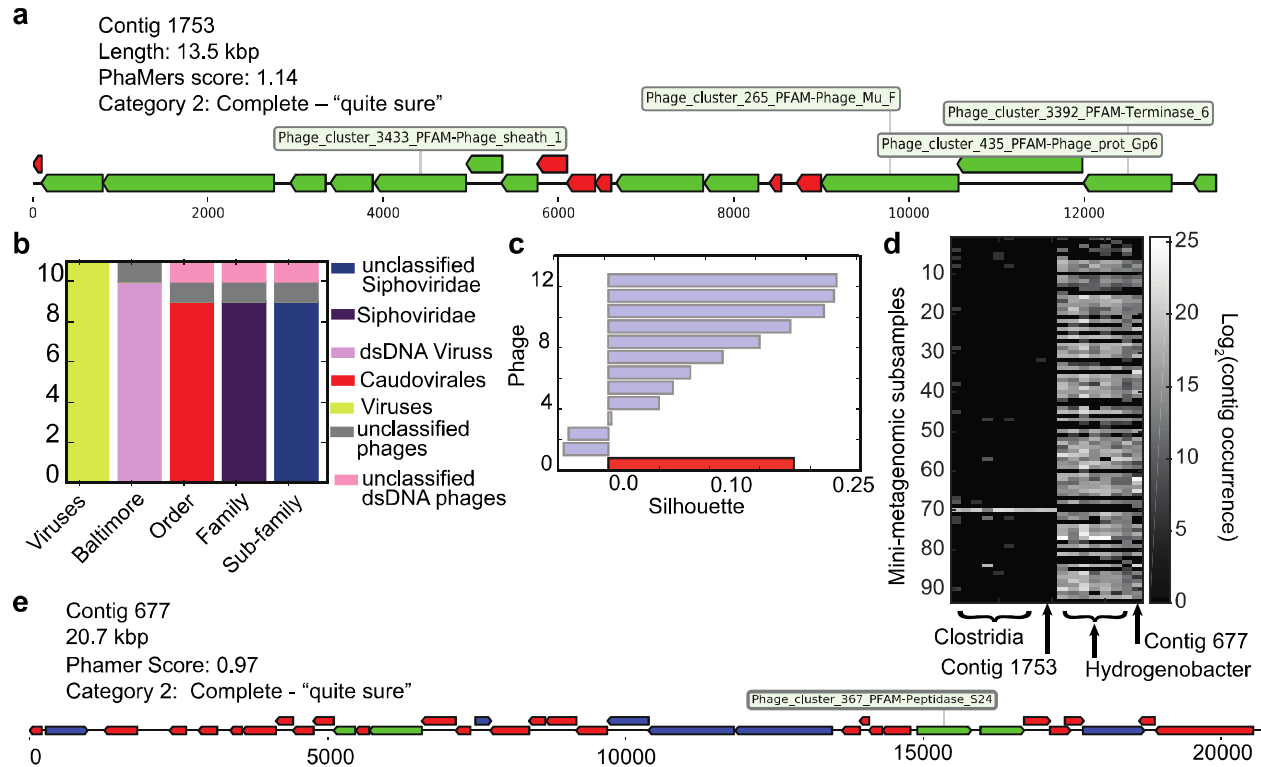 a
Contig 1753
Length: 13.5 kbp
PhaMers score: 1.14
Category 2: Complete – “quite sure”
Phage_cluster_265_PFAM-Phage_Mu_F
Phage_cluster_3392_PFAM-Terminase_6
Phage_cluster_3433_PFAM-Phage_sheath_1
Phage_cluster_435_PFAM-Phage_prot_Gp6
0 2000 4000 6000 8000 10000 12000
b
10
8
6
4
2
0
Viruses
Baltimore
Order
Family
Sub-family
unclassified
Siphoviridae
Siphoviridae
dsDNA Viruss
Caudovirales
Viruses
unclassified
phages
unclassified
dsDNA phages
c
Phage
12
8
4
0
0.0 0.10 0.25
Silhouette
d
Mini-metagenomic subsamples
10
20
30
40
50
60
70
80
90
25
20
15
10
5
0
Log2(contig occurrence)
Clostridia
Contig 1753
Hydrogenobacter
Contig 677
e
Contig 677
20.7 kbp
Phamer Score: 0.97
Category 2: Complete - “quite sure”
Phage_cluster_367_PFAM-Peptidase_S24
0 5000 10000 15000 20000